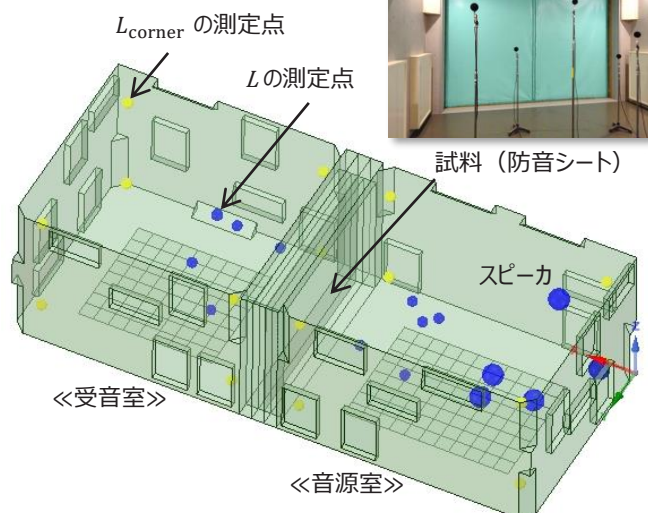 L_corner の測定点
Lの測定点
試料（防音シート）
スピーカ
≪受音室≫
≪音源室≫
Z